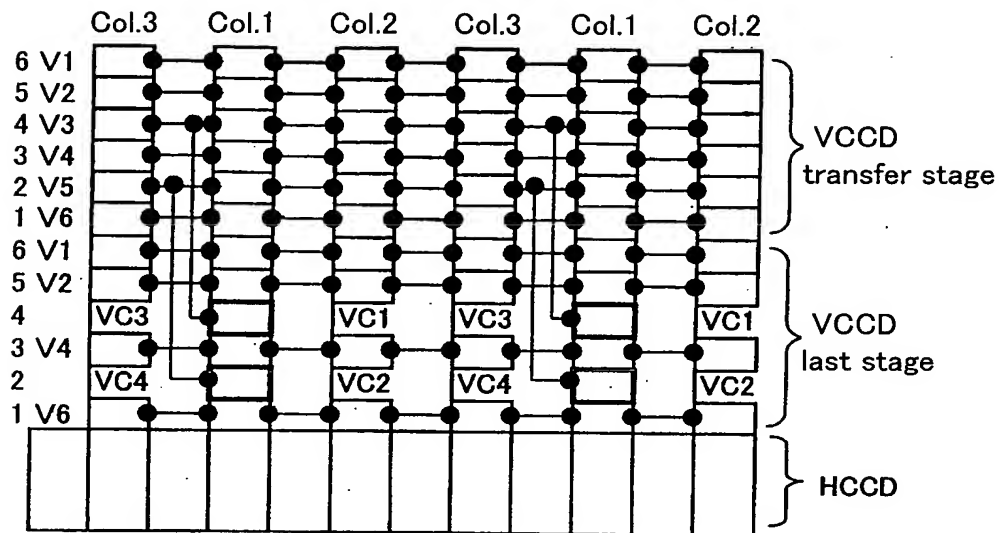 Col.3 Col.1 Col.2 Col.3 Col.1 Col.2
6 V1
5 V2
4 V3
3 V4
2 V5
1 V6
VCCD
transfer stage
6 V1
5 V2
4 VC3 VC1 VC3 VC1
3 V4
2 VC4 VC2 VC4 VC2
1 V6
VCCD
last stage
HCCD